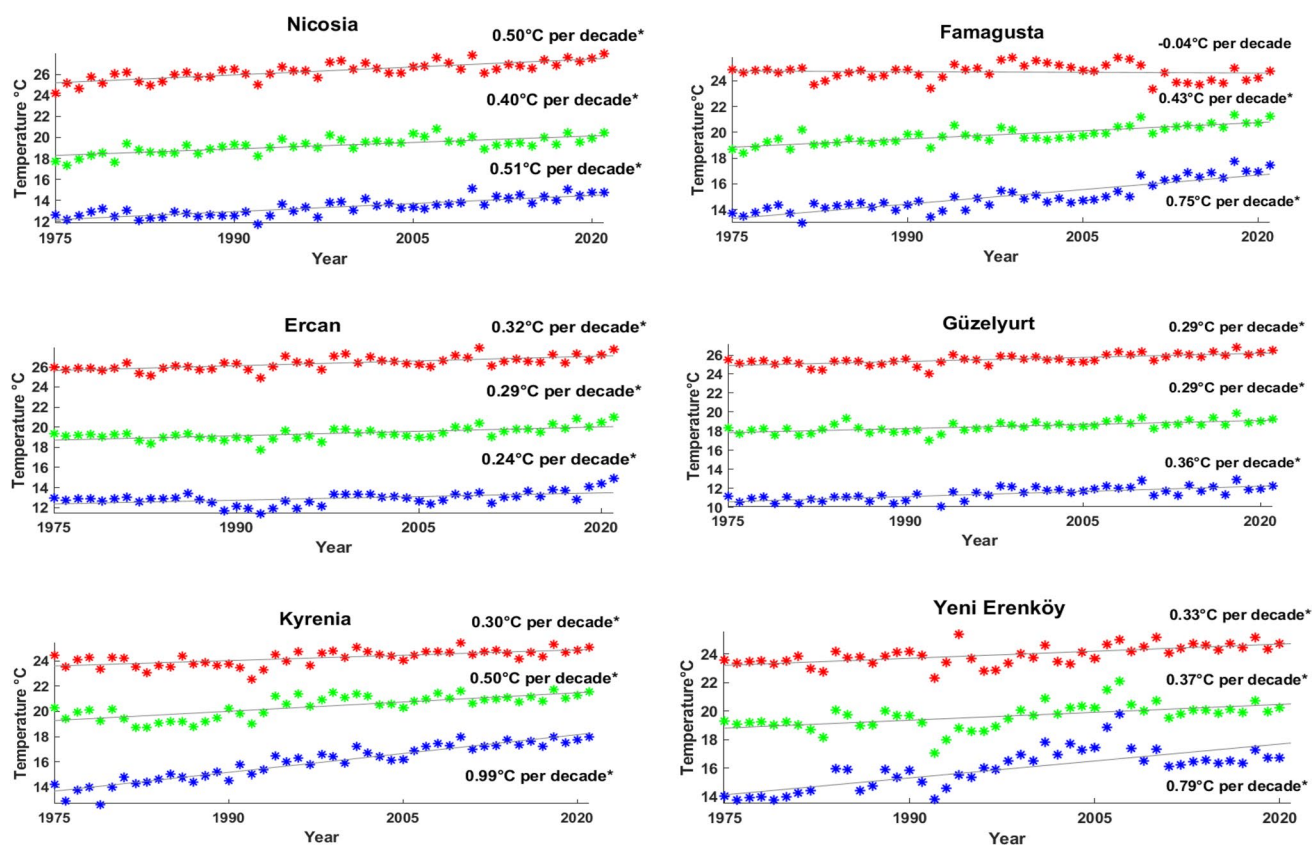 Nicosia
0.50°C per decade*
0.40°C per decade*
0.51°C per decade*
Temperature °C
26
24
22
20
18
16
14
12
1975
1990
2005
2020
Year
Famagusta
-0.04°C per decade
0.43°C per decade*
0.75°C per decade*
Temperature°C
24
22
20
18
16
14
1975
1990
2005
2020
Year
Ercan
0.32°C per decade*
0.29°C per decade*
0.24°C per decade*
Temperature °C
26
24
22
20
18
16
14
12
1975
1990
2005
2020
Year
Güzelyurt
0.29°C per decade*
0.29°C per decade*
0.36°C per decade*
Temperature°C
26
24
22
20
18
16
14
12
10
1975
1991
2005
2021
Year
Kyrenia
0.30°C per decade*
0.50°C per decade*
0.99°C per decade*
Temperature °C
24
22
20
18
16
14
1975
1990
2005
2020
Year
Yeni Erenköy
0.33°C per decade*
0.37°C per decade*
0.79°C per decade*
Temperature°C
24
22
20
18
16
14
1975
1990
2005
2020
Year